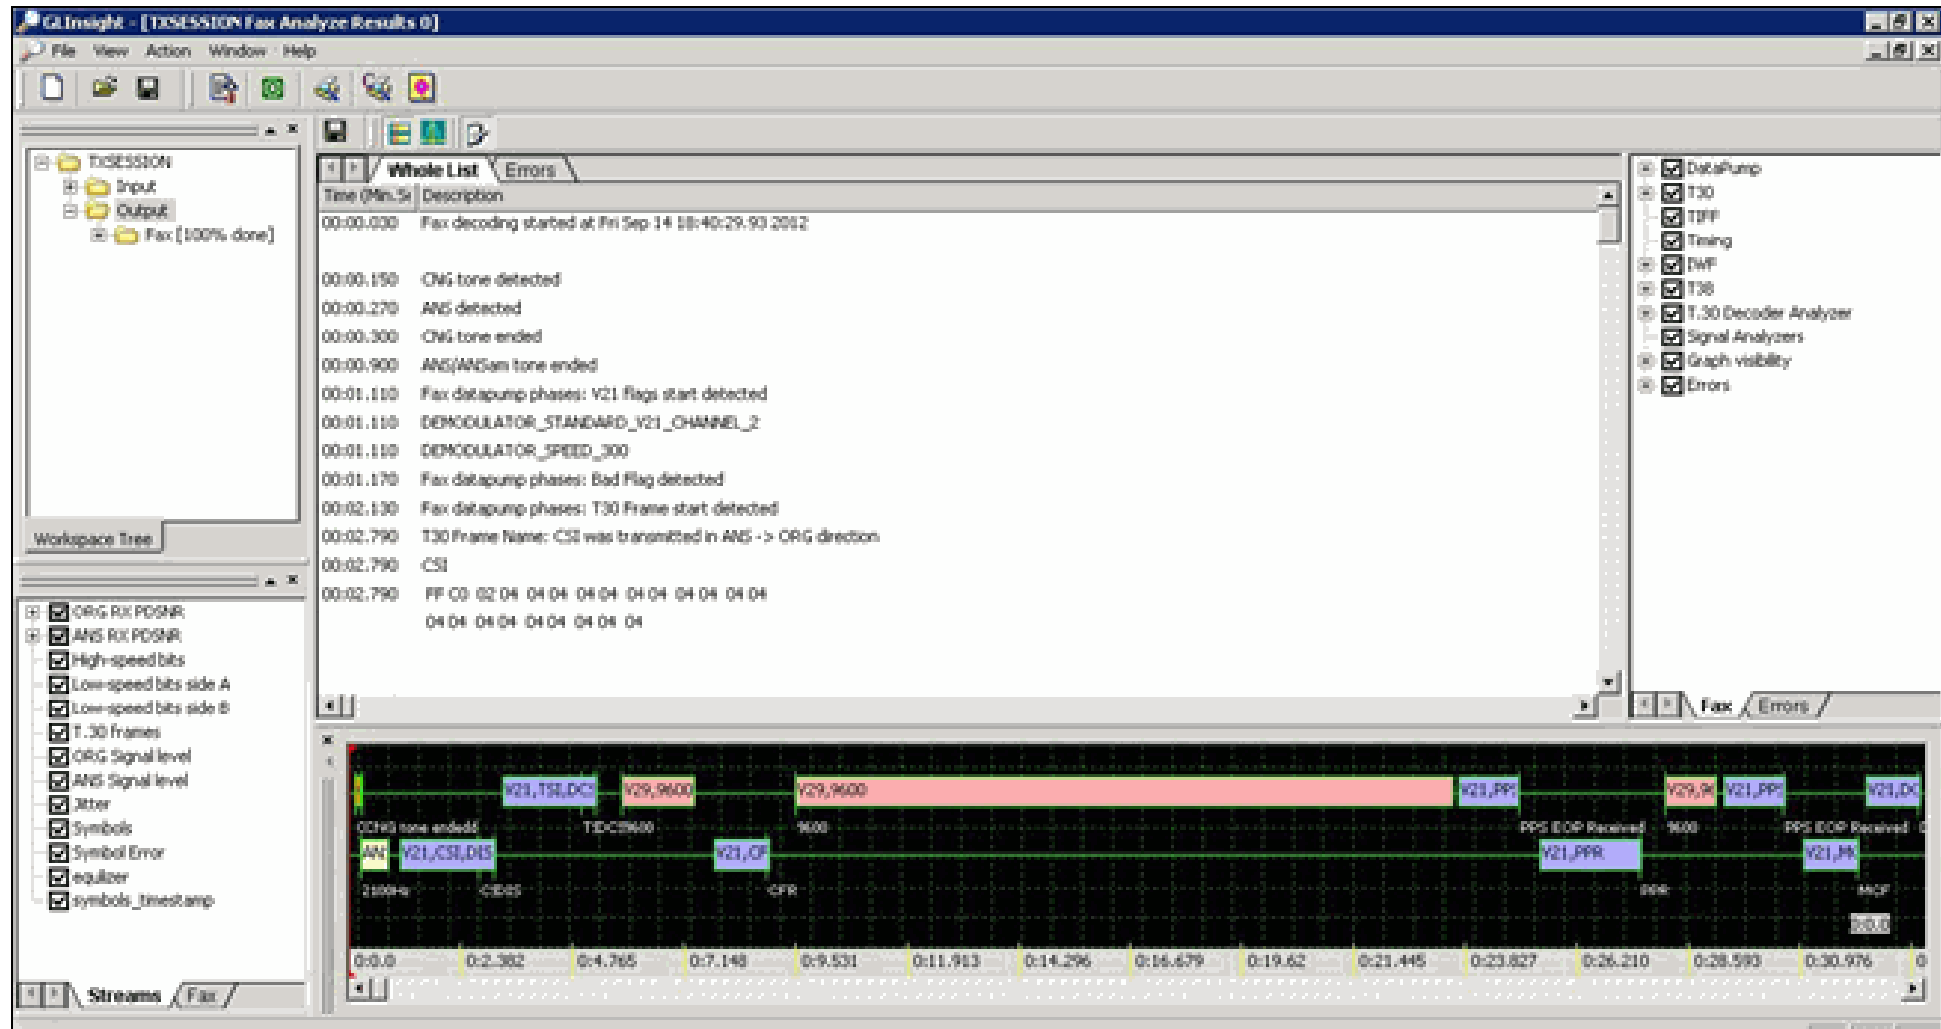 GLInsight - [TXSESSION Fax Analyze Results 0]
File View Action Window Help
TXSESSION
Input
Output
Fax [100% done]
Workspace Tree
Whole List Errors
Time (Min.Se Description
00:00.030 Fax decoding started at Fri Sep 14 18:40:29.93 2012
00:00.150 CNG tone detected
00:00.270 ANS detected
00:00.300 CNG tone ended
00:00.900 ANS/ANSam tone ended
00:01.110 Fax datapump phases: V21 flags start detected
00:01.110 DEMODULATOR_STANDARD_V21_CHANNEL_2
00:01.110 DEMODULATOR_SPEED_300
00:01.170 Fax datapump phases: Bad Flag detected
00:02.130 Fax datapump phases: T30 Frame start detected
00:02.790 T30 Frame Name: CSI was transmitted in ANS -> ORG direction
00:02.790 CSI
00:02.790 FF C0 02 04 04 04 04 04 04 04 04 04 04 04
04 04 04 04 04 04 04 04 04
DataPump
T30
TIFF
Timing
IWF
T38
T.30 Decoder Analyzer
Signal Analyzers
Graph visibility
Errors
Fax Errors
ORG RX PDSNR
ANS RX PDSNR
High-speed bits
Low-speed bits side A
Low-speed bits side B
T.30 frames
ORG Signal level
ANS Signal level
Jitter
Symbols
Symbol Error
equlizer
symbols_timestamp
Streams Fax
V21,TSI,DCS V29,9600 V29,9600 V21,PPS V29,96 V21,PPS V21,DC
tone ended 9600 9600 PPS EOP Received 9600 PPS EOP Received
AN V21,CSI,DIS V21,CF V21,PPR V21,M
2100Hz CFR PPR MCF
0:0.0 0:2.382 0:4.765 0:7.148 0:9.531 0:11.913 0:14.296 0:16.679 0:19.62 0:21.445 0:23.827 0:26.210 0:28.593 0:30.976 0